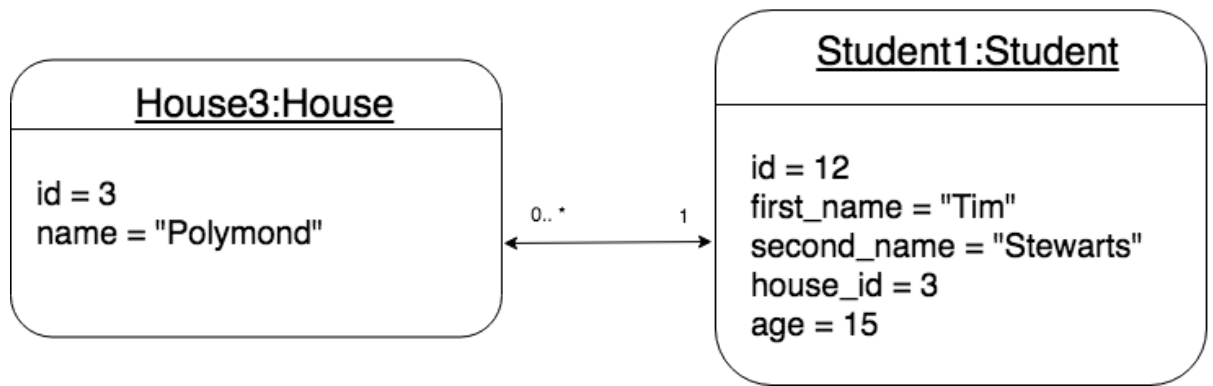 House3:House
id = 3
name = "Polymond"
0.. *
1
Student1:Student
id = 12
first_name = "Tim"
second_name = "Stewarts"
house_id = 3
age = 15